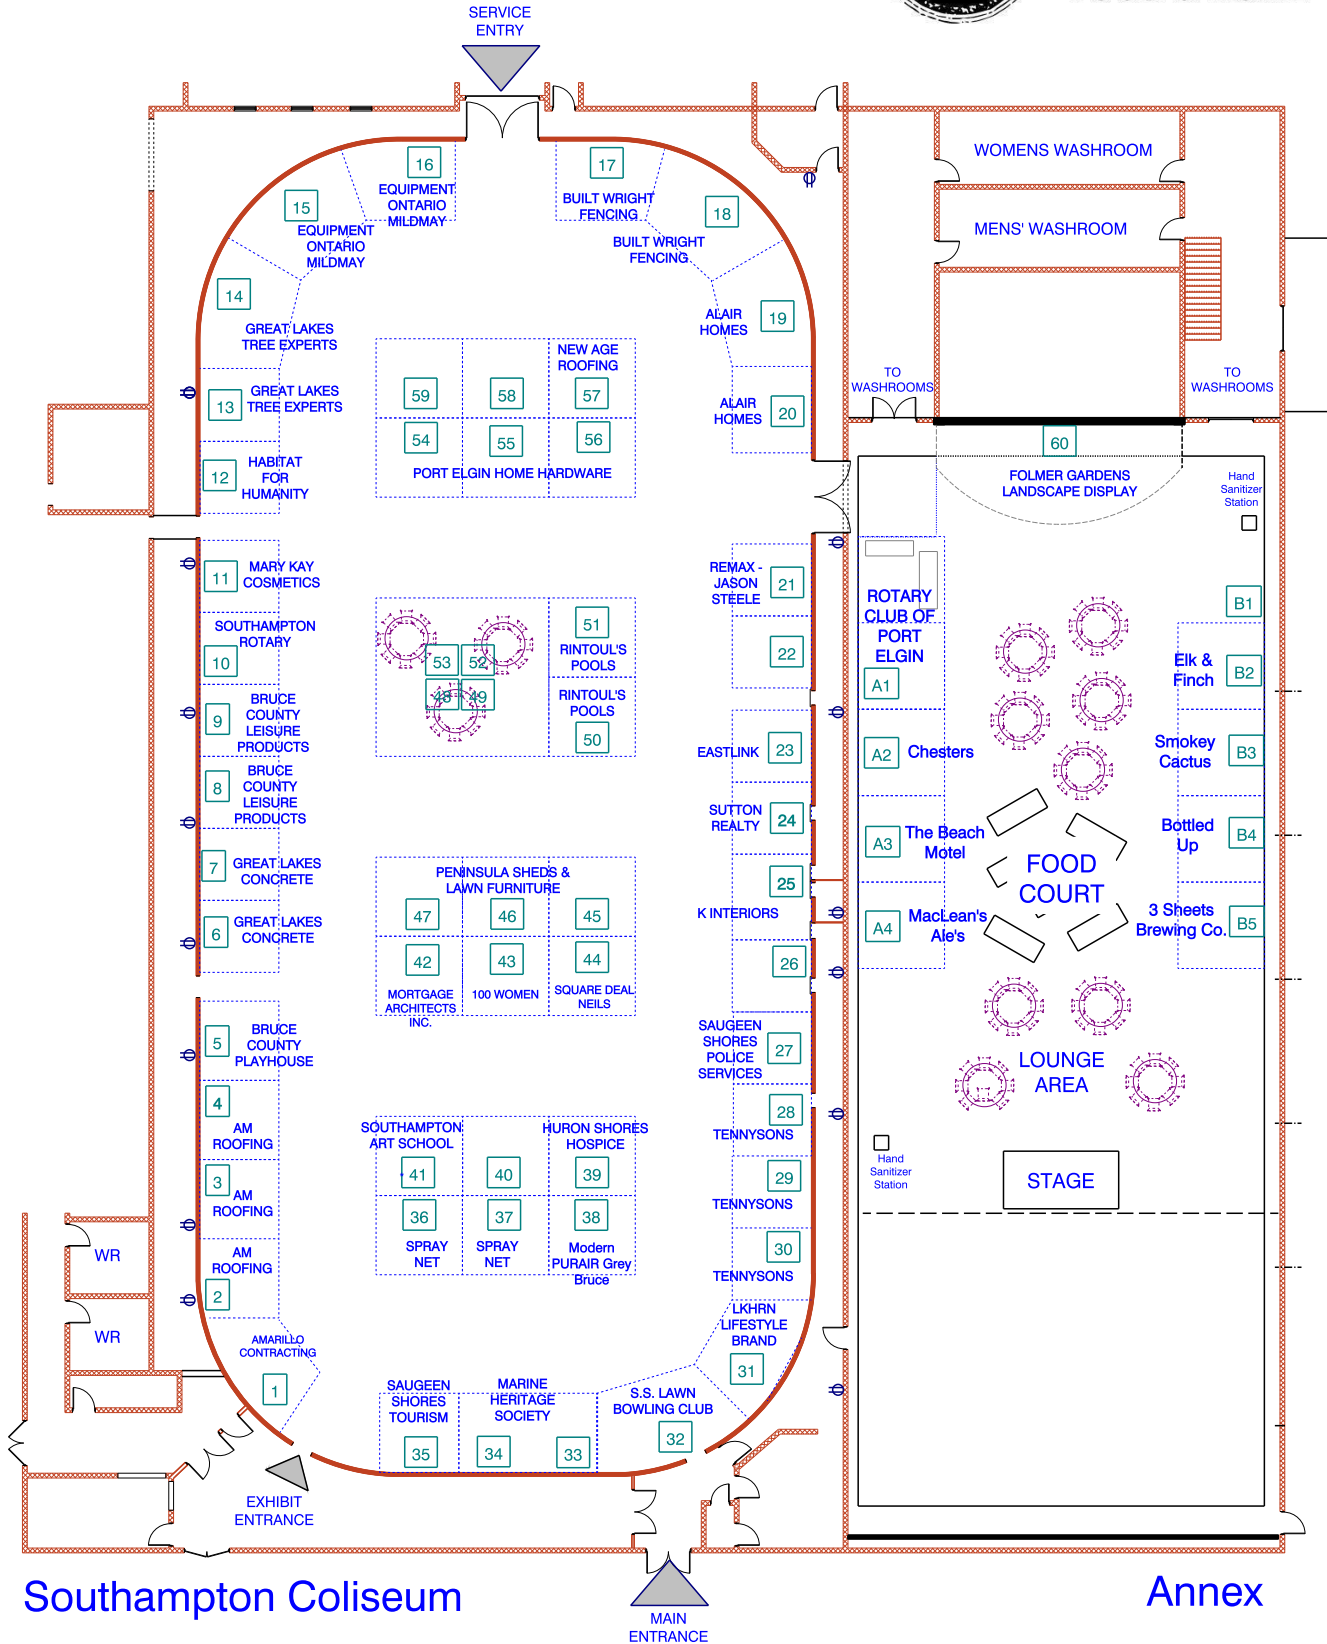 SERVICE
ENTRY
16
EQUIPMENT
ONTARIO
MILDMAY
17
BUILT WRIGHT
FENCING
15
EQUIPMENT
ONTARIO
MILDMAY
18
BUILT WRIGHT
FENCING
14
GREAT LAKES
TREE EXPERTS
ALAIR
HOMES
19
13
GREAT LAKES
TREE EXPERTS
ALAIR
HOMES
20
12
HABITAT
FOR
HUMANITY
NEW AGE
ROOFING
59
58
57
54
55
56
PORT ELGIN HOME HARDWARE
11
MARY KAY
COSMETICS
SOUTHAMPTON
ROTARY
10
9
BRUCE
COUNTY
LEISURE
PRODUCTS
8
BRUCE
COUNTY
LEISURE
PRODUCTS
7
GREAT LAKES
CONCRETE
6
GREAT LAKES
CONCRETE
5
BRUCE
COUNTY
PLAYHOUSE
4
AM
ROOFING
3
AM
ROOFING
AM
ROOFING
2
AMARILLO
CONTRACTING
1
53
52
48
49
51
RINTOUL'S
POOLS
RINTOUL'S
POOLS
50
PENINSULA SHEDS &
LAWN FURNITURE
47
46
45
42
43
44
MORTGAGE
ARCHITECTS
INC.
100 WOMEN
SQUARE DEAL
NEILS
SOUTHAMPTON
ART SCHOOL
HURON SHORES
HOSPICE
41
40
39
36
37
38
SPRAY
NET
SPRAY
NET
Modern
PURAIR Grey
Bruce
REMAX -
JASON
STEELE
21
22
EASTLINK
23
SUTTON
REALTY
24
25
K INTERIORS
26
SAUGEEN
SHORES
POLICE
SERVICES
27
28
TENNYSONS
29
TENNYSONS
30
TENNYSONS
LKHRN
LIFESTYLE
BRAND
31
S.S. LAWN
BOWLING CLUB
32
SAUGEEN
SHORES
TOURISM
35
MARINE
HERITAGE
SOCIETY
34
33
WR
WR
EXHIBIT
ENTRANCE
MAIN
ENTRANCE
Southampton Coliseum
WOMENS WASHROOM
MENS' WASHROOM
TO
WASHROOMS
TO
WASHROOMS
60
FOLMER GARDENS
LANDSCAPE DISPLAY
Hand
Sanitizer
Station
ROTARY
CLUB OF
PORT
ELGIN
A1
A2
Chesters
A3
The Beach
Motel
A4
MacLean's
Ale's
B1
Elk &
Finch
B2
Smokey
Cactus
B3
Bottled
Up
B4
3 Sheets
Brewing Co.
B5
FOOD
COURT
LOUNGE
AREA
Hand
Sanitizer
Station
STAGE
Annex